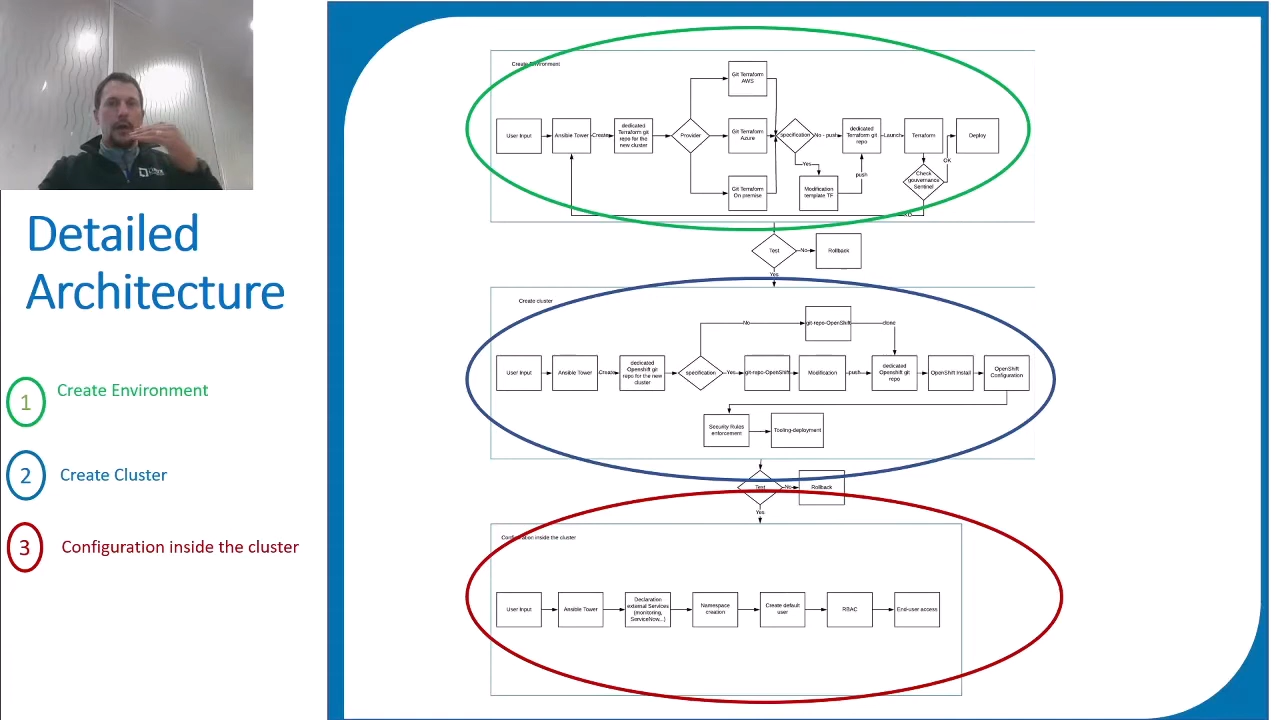 Detailed
Architecture
1
Create Environment
2
Create Cluster
3
Configuration inside the cluster
Create Environment
User Input
Ansible Tower
Create
dedicated
Terraform git
repo for the
new cluster
Provider
Git Terraform
AWS
Git Terraform
Azure
Git Terraform
On premise
specification
No - push
Yes
Modification
template TF
push
dedicated
Terraform git
repo
Launch
Terraform
Check
gouvernance
Sentinel
OK
Deploy
Test
No
Rollback
Yes
Create cluster
User Input
Ansible Tower
Create
dedicated
Openshift git
repo for the new
cluster
specification
No
git-repo-OpenShift
done
Yes
git-repo-OpenShift
Modification
push
dedicated
Openshift git
repo
OpenShift Install
OpenShift
Configuration
Security Rules
enforcement
Tooling-deployment
Test
No
Rollback
Yes
Configuration inside the cluster
User Input
Ansible Tower
Declaration
external Services
(monitoring,
ServiceNow...)
Namespace
creation
Create default
user
RBAC
End-user access